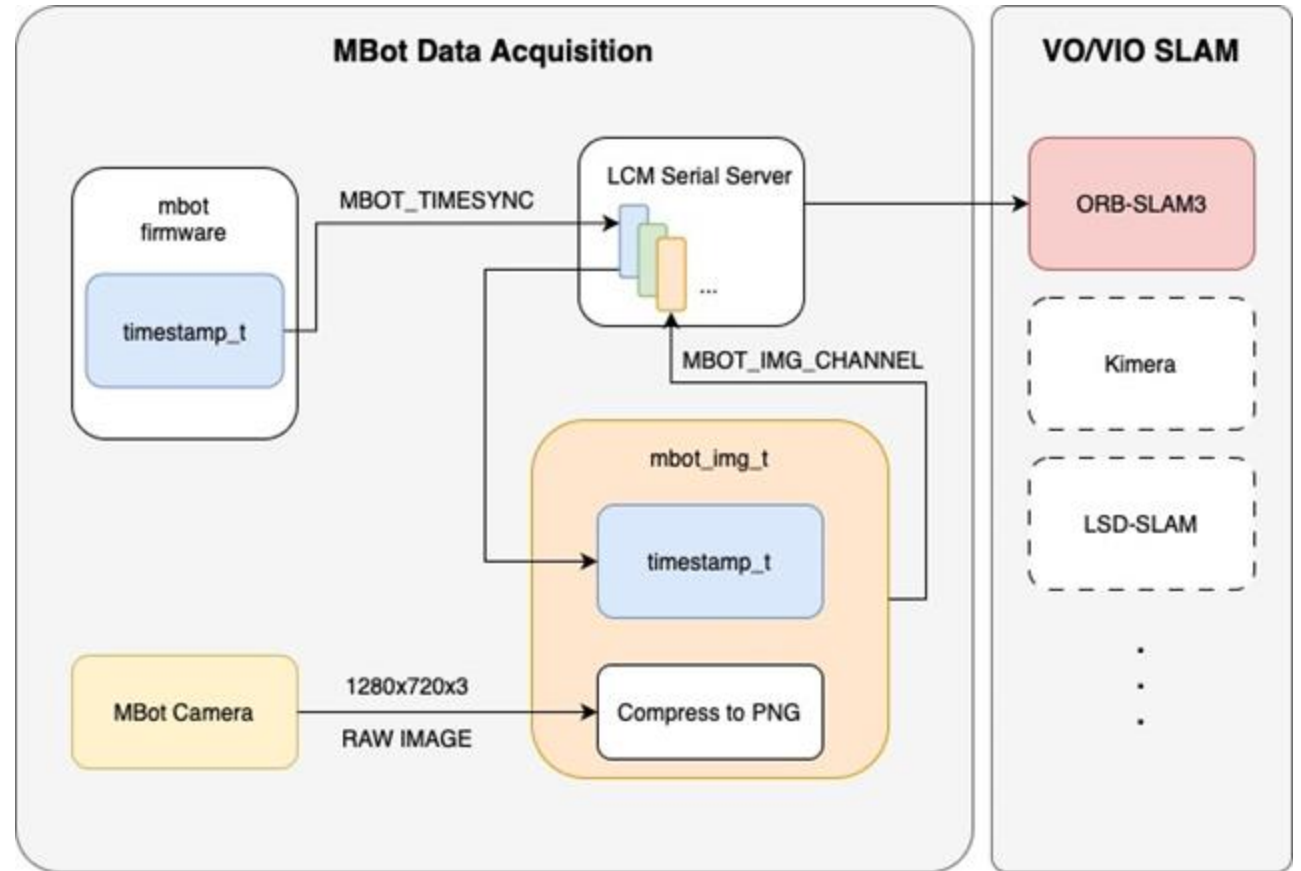 MBot Data Acquisition
mbot
firmware
timestamp_t
MBOT_TIMESYNC
LCM Serial Server
...
MBOT_IMG_CHANNEL
mbot_img_t
timestamp_t
Compress to PNG
MBot Camera
1280x720x3
RAW IMAGE
VO/VIO SLAM
ORB-SLAM3
Kimera
LSD-SLAM